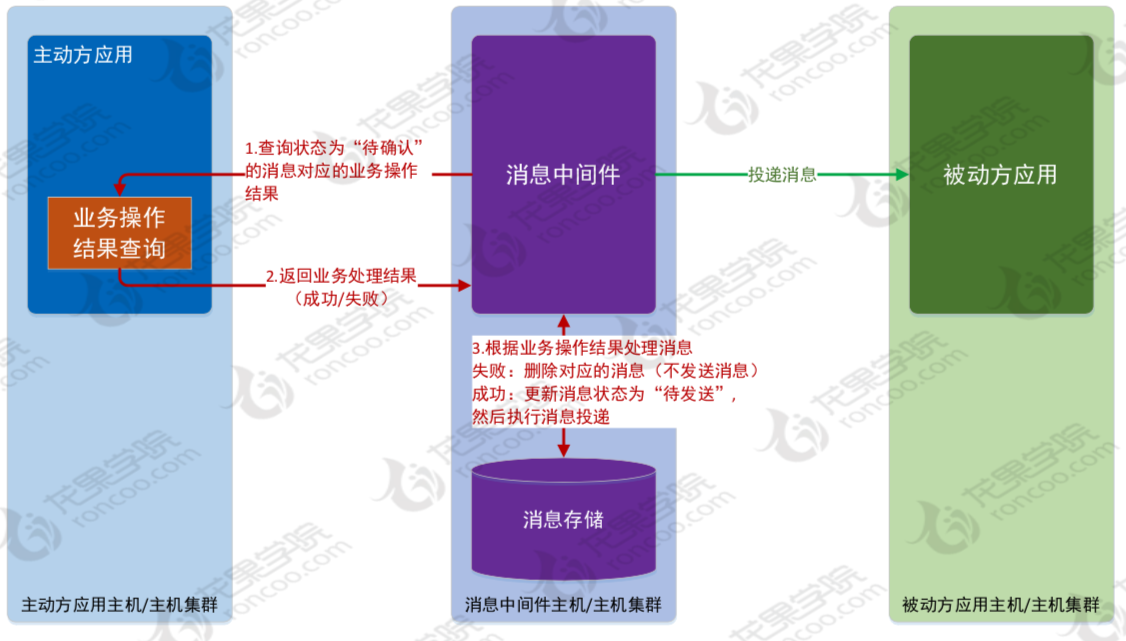 主动方应用
1.查询状态为“待确认”
的消息对应的业务操作
结果
业务操作
结果查询
2.返回业务处理结果
（成功/失败）
消息中间件
投递消息
被动方应用
3.根据业务操作结果处理消息
失败：删除对应的消息（不发送消息）
成功：更新消息状态为“待发送”，
然后执行消息投递
消息存储
主动方应用主机/主机集群
消息中间件主机/主机集群
被动方应用主机/主机集群
龙果学院
roncoo.com